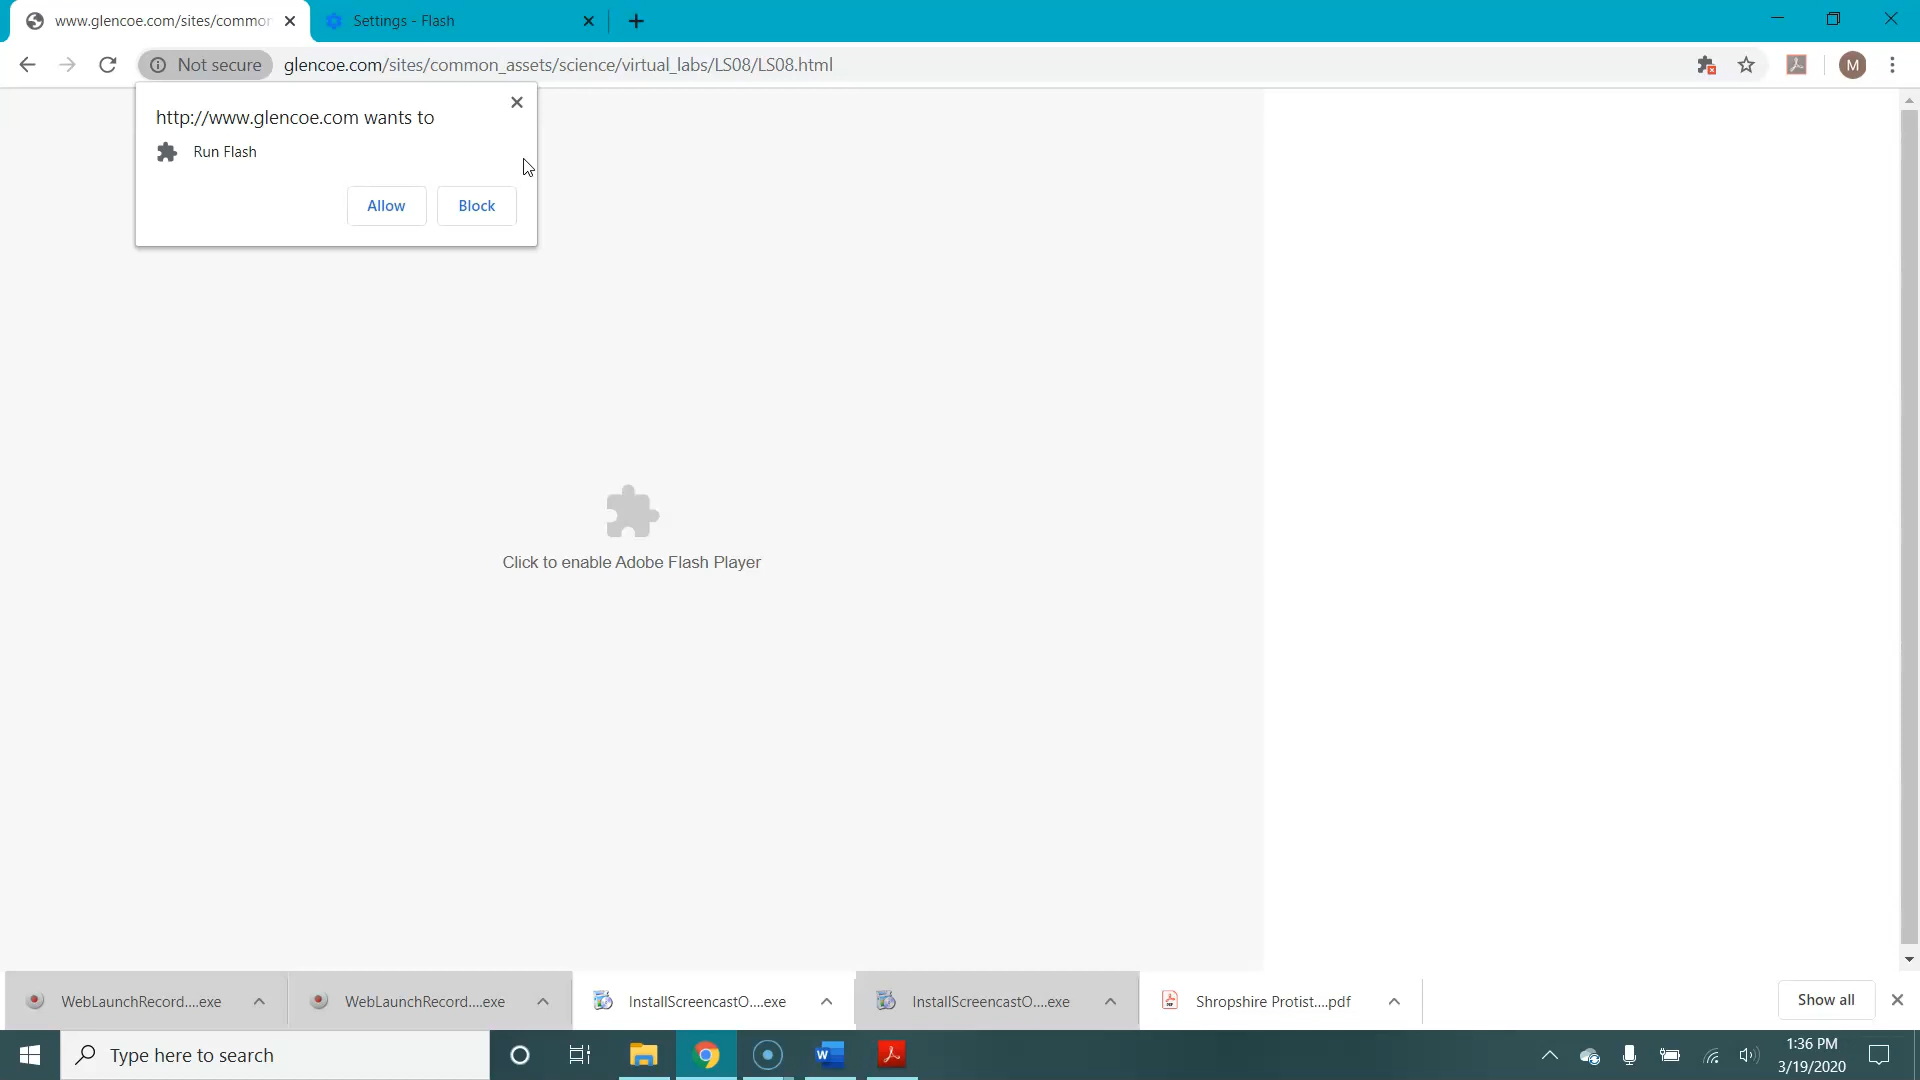 www.glencoe.com/sites/common
Settings - Flash
Not secure
glencoe.com/sites/common_assets/science/virtual_labs/LS08/LS08.html
M
http://www.glencoe.com wants to
Run Flash
Allow
Block
Click to enable Adobe Flash Player
WebLaunchRecord....exe
WebLaunchRecord....exe
InstallScreencastO....exe
InstallScreencastO....exe
Shropshire Protist....pdf
Show all
Type here to search
1:36 PM
3/19/2020